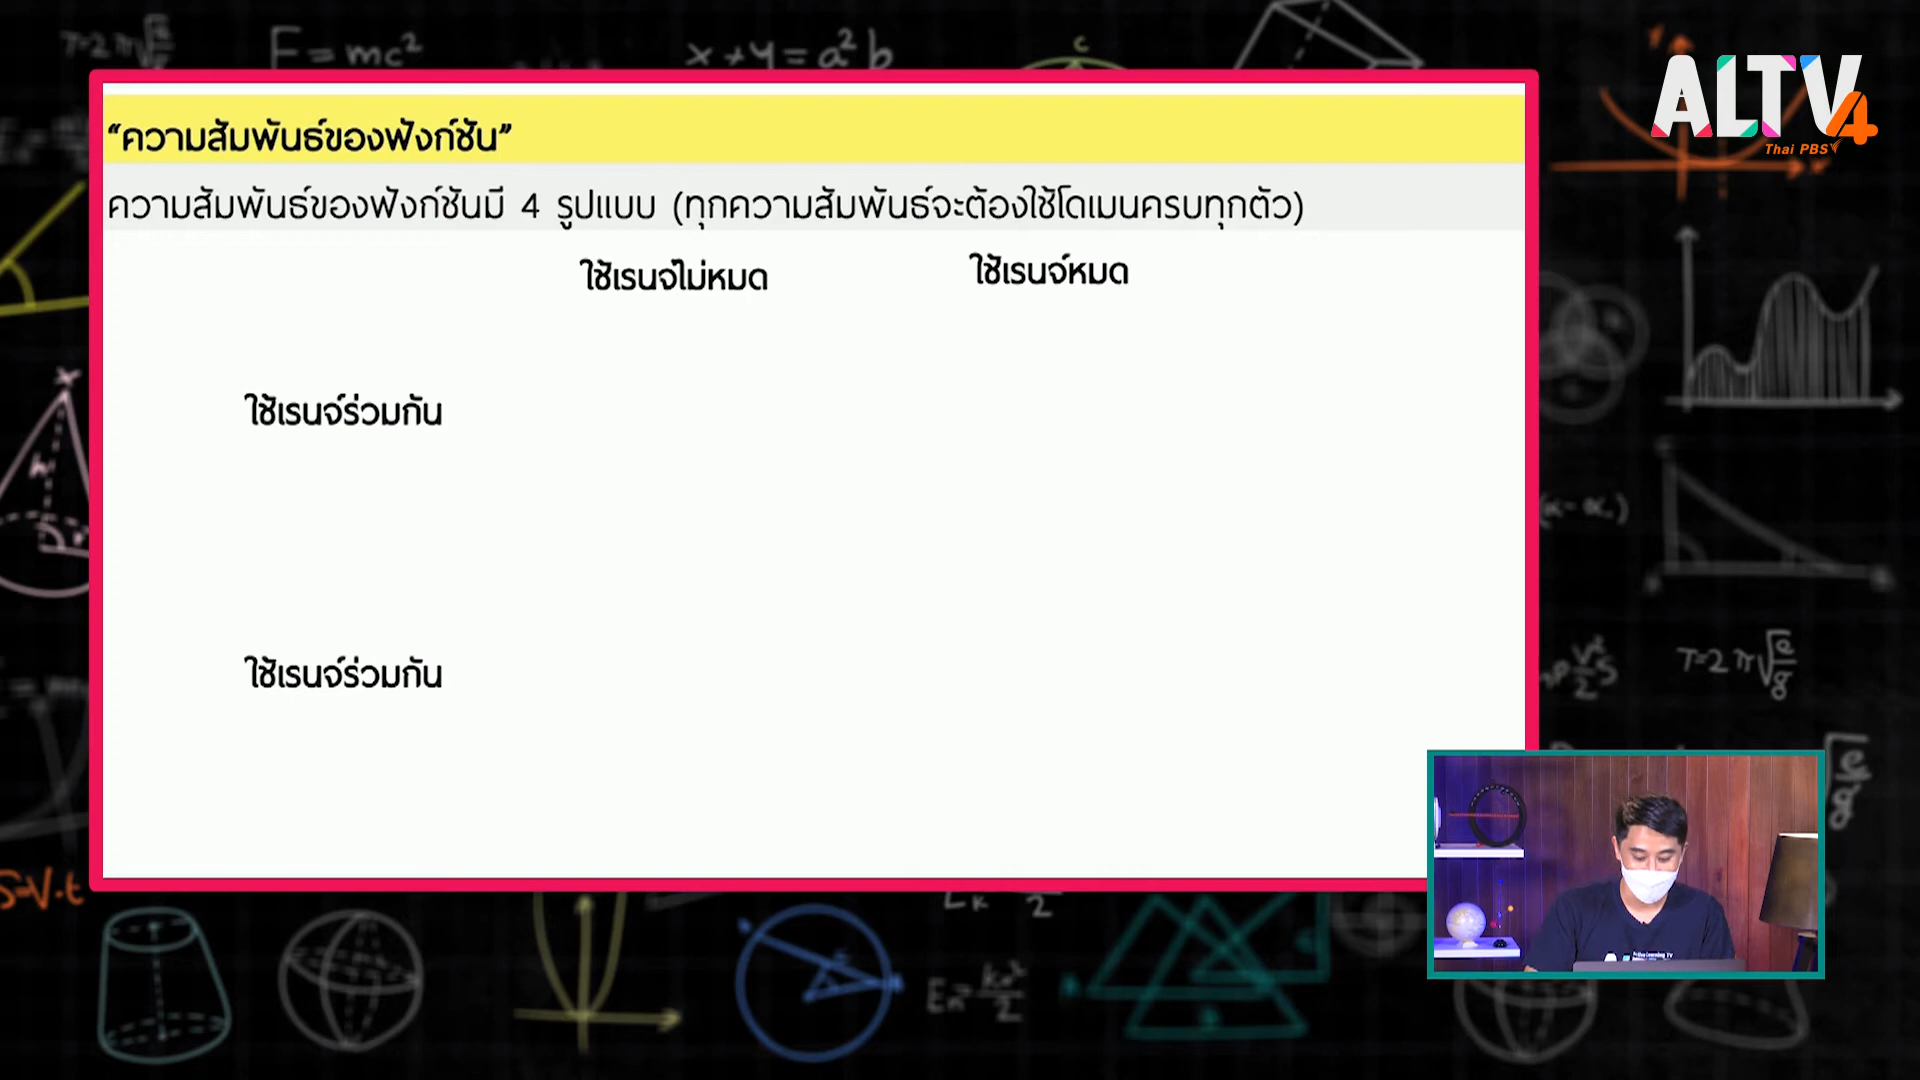 T=2π√e/g
F=mc²
x+y=a²b
c
ALTV4
Thai PBS
“ความสัมพันธ์ของฟังก์ชัน”
ความสัมพันธ์ของฟังก์ชันมี 4 รูปแบบ (ทุกความสัมพันธ์จะต้องใช้โดเมนครบทุกตัว)
ใช้เรนจ์ไม่หมด
ใช้เรนจ์หมด
ใช้เรนจ์ร่วมกัน
ใช้เรนจ์ร่วมกัน
T=2π√e/8
S=V.t